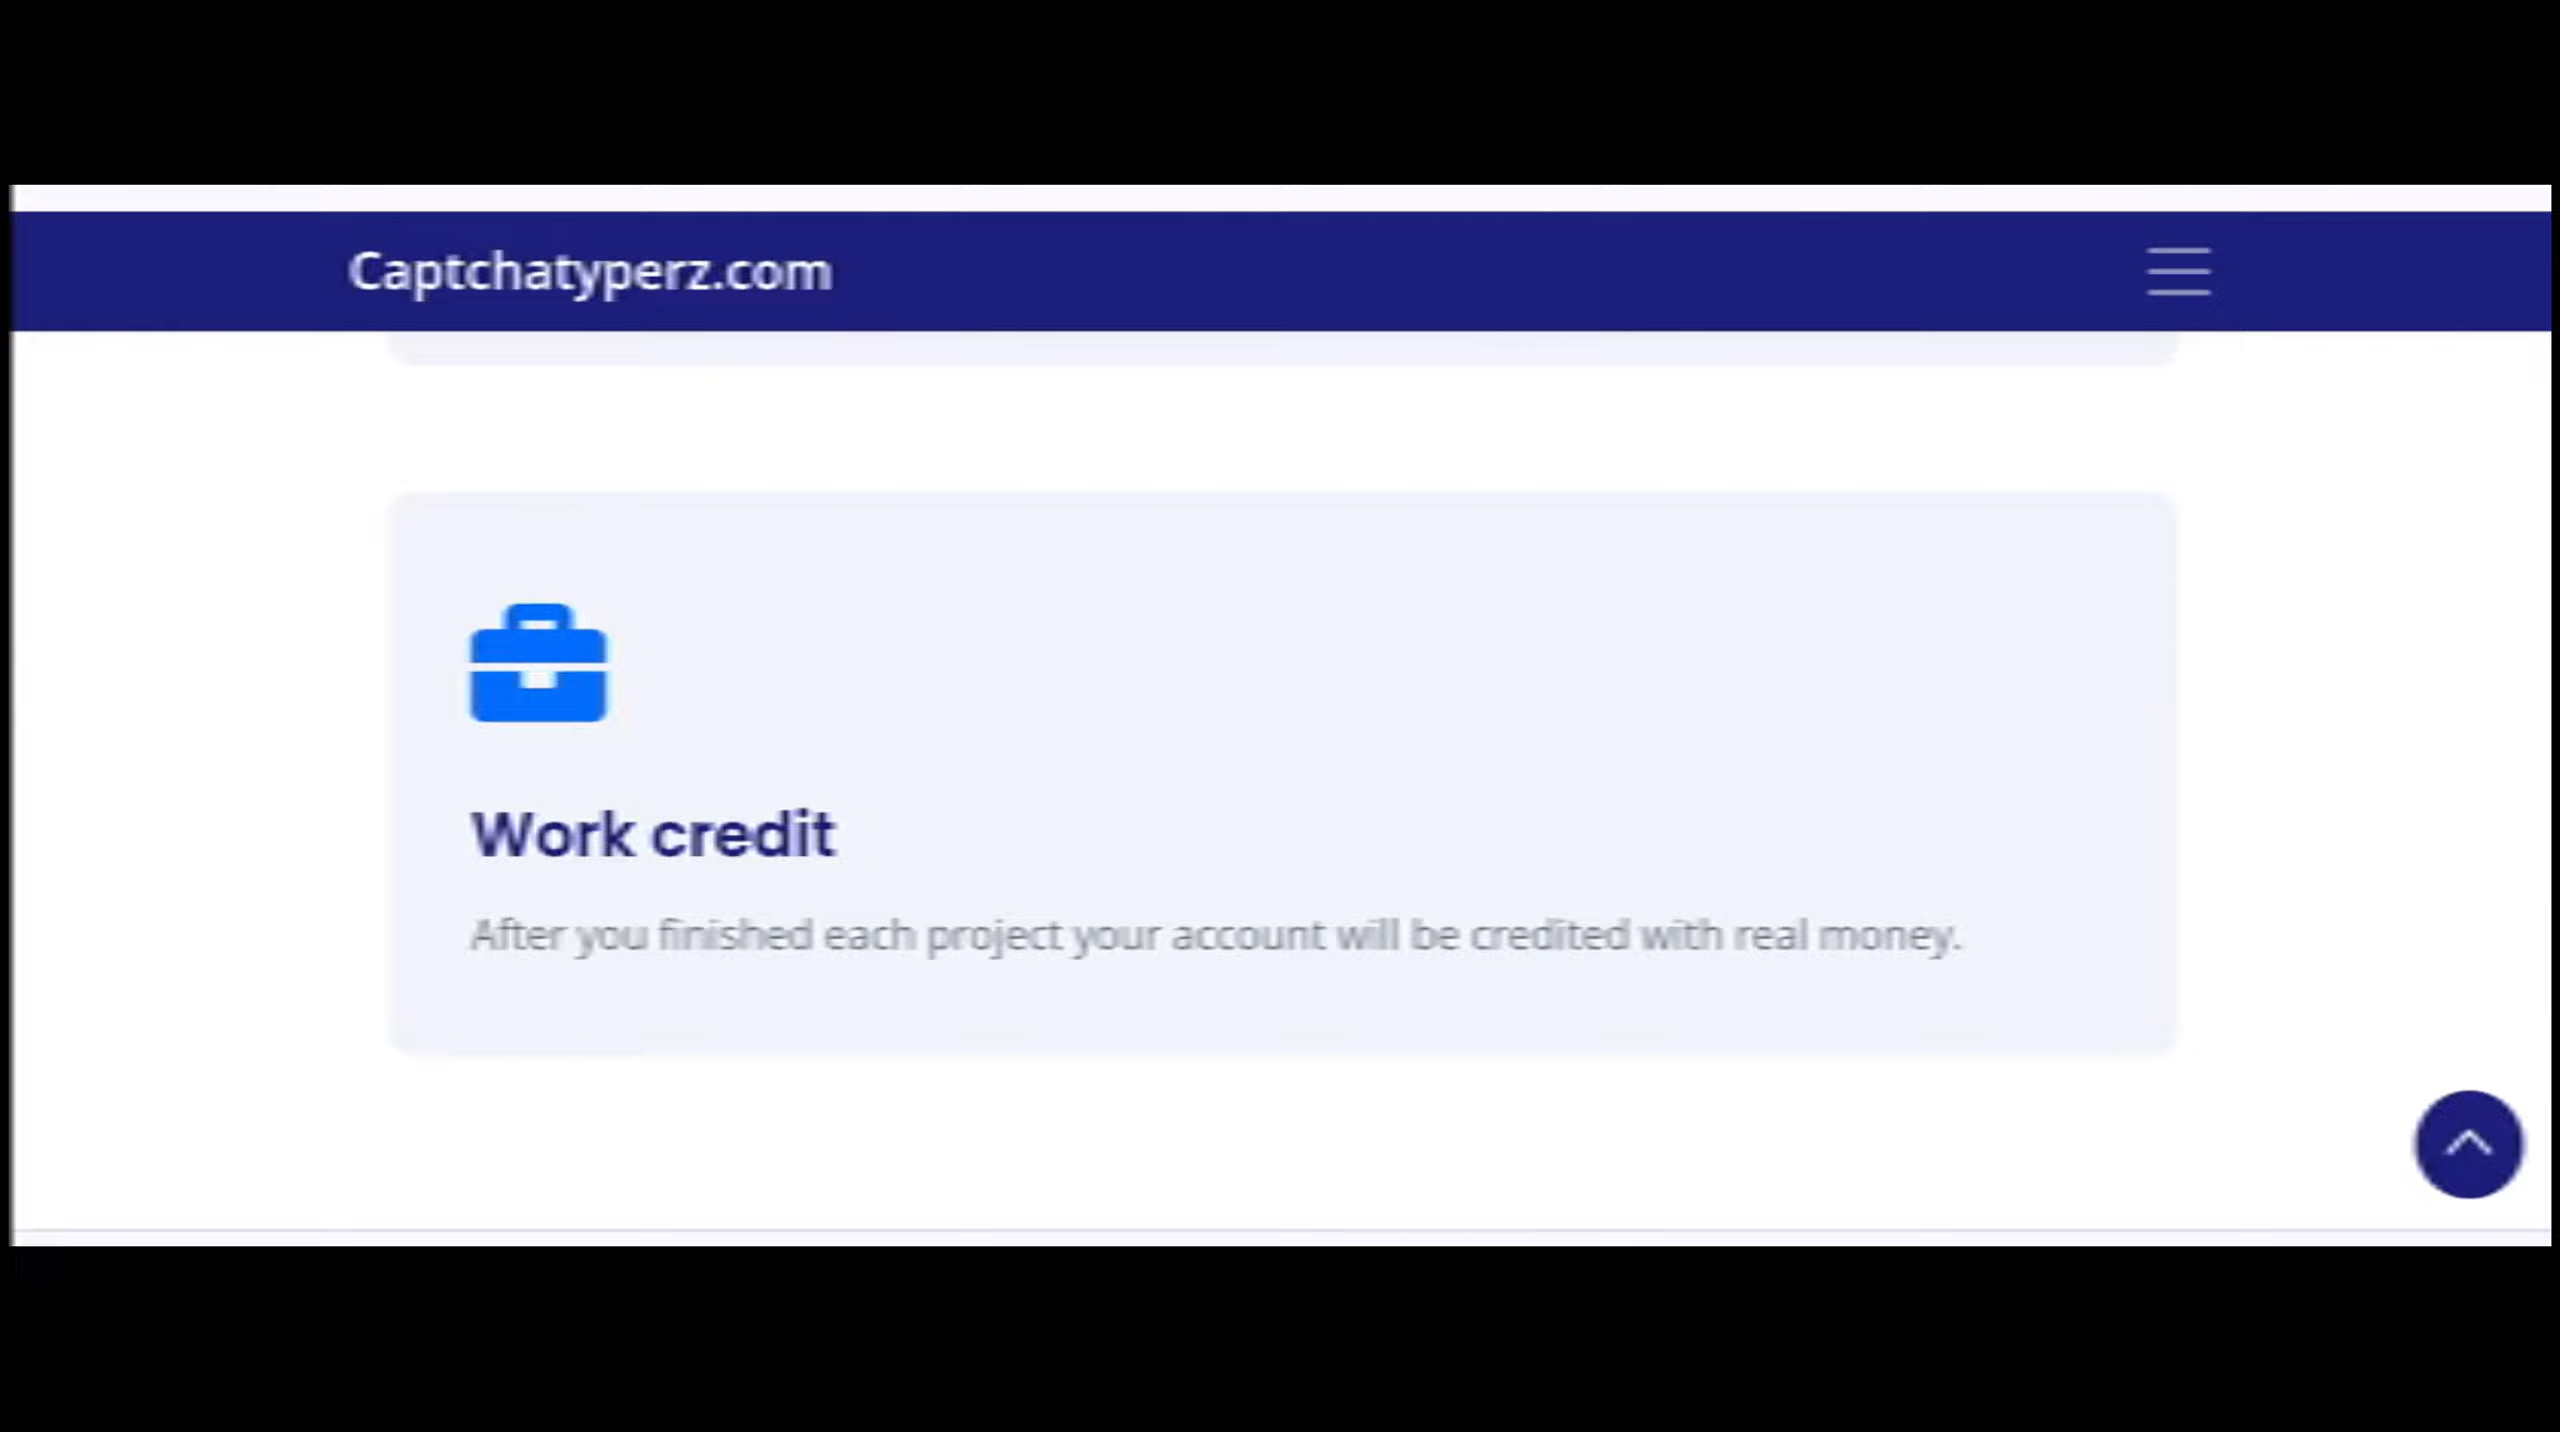 Captchatyperz.com
Work credit
After you finished each project your account will be credited with real money.